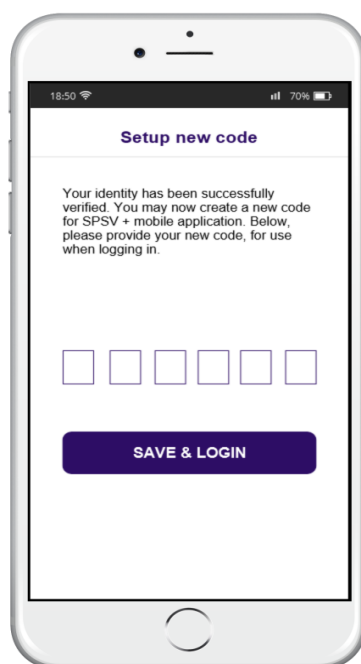 18:50 70%
Setup new code
Your identity has been successfully
verified. You may now create a new code
for SPSV + mobile application. Below,
please provide your new code, for use
when logging in.
SAVE & LOGIN